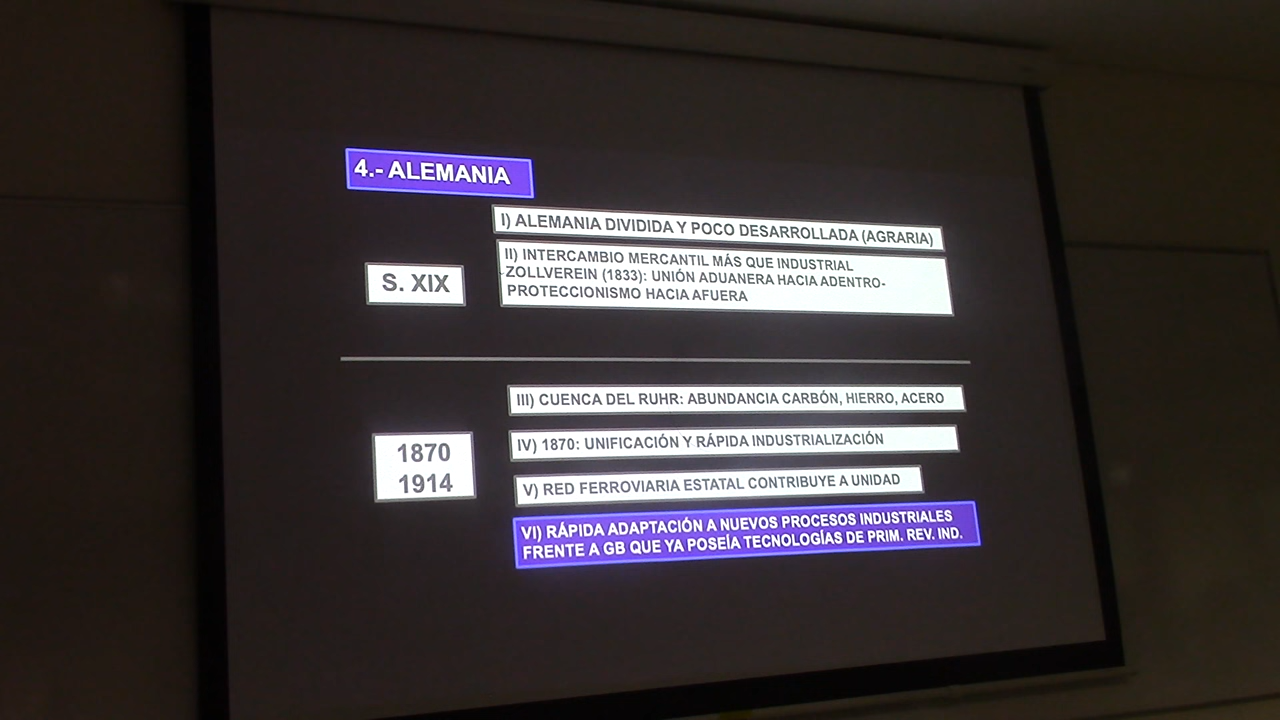 4.- ALEMANIA
I) ALEMANIA DIVIDIDA Y POCO DESARROLLADA (AGRARIA)
S. XIX
II) INTERCAMBIO MERCANTIL MÁS QUE INDUSTRIAL
ZOLLVEREIN (1833): UNIÓN ADUANERA HACIA ADENTRO-
PROTECCIONISMO HACIA AFUERA
III) CUENCA DEL RUHR: ABUNDANCIA CARBÓN, HIERRO, ACERO
1870
1914
IV) 1870: UNIFICACIÓN Y RÁPIDA INDUSTRIALIZACIÓN
V) RED FERROVIARIA ESTATAL CONTRIBUYE A UNIDAD
VI) RÁPIDA ADAPTACIÓN A NUEVOS PROCESOS INDUSTRIALES
FRENTE A GB QUE YA POSEÍA TECNOLOGÍAS DE PRIM. REV. IND.